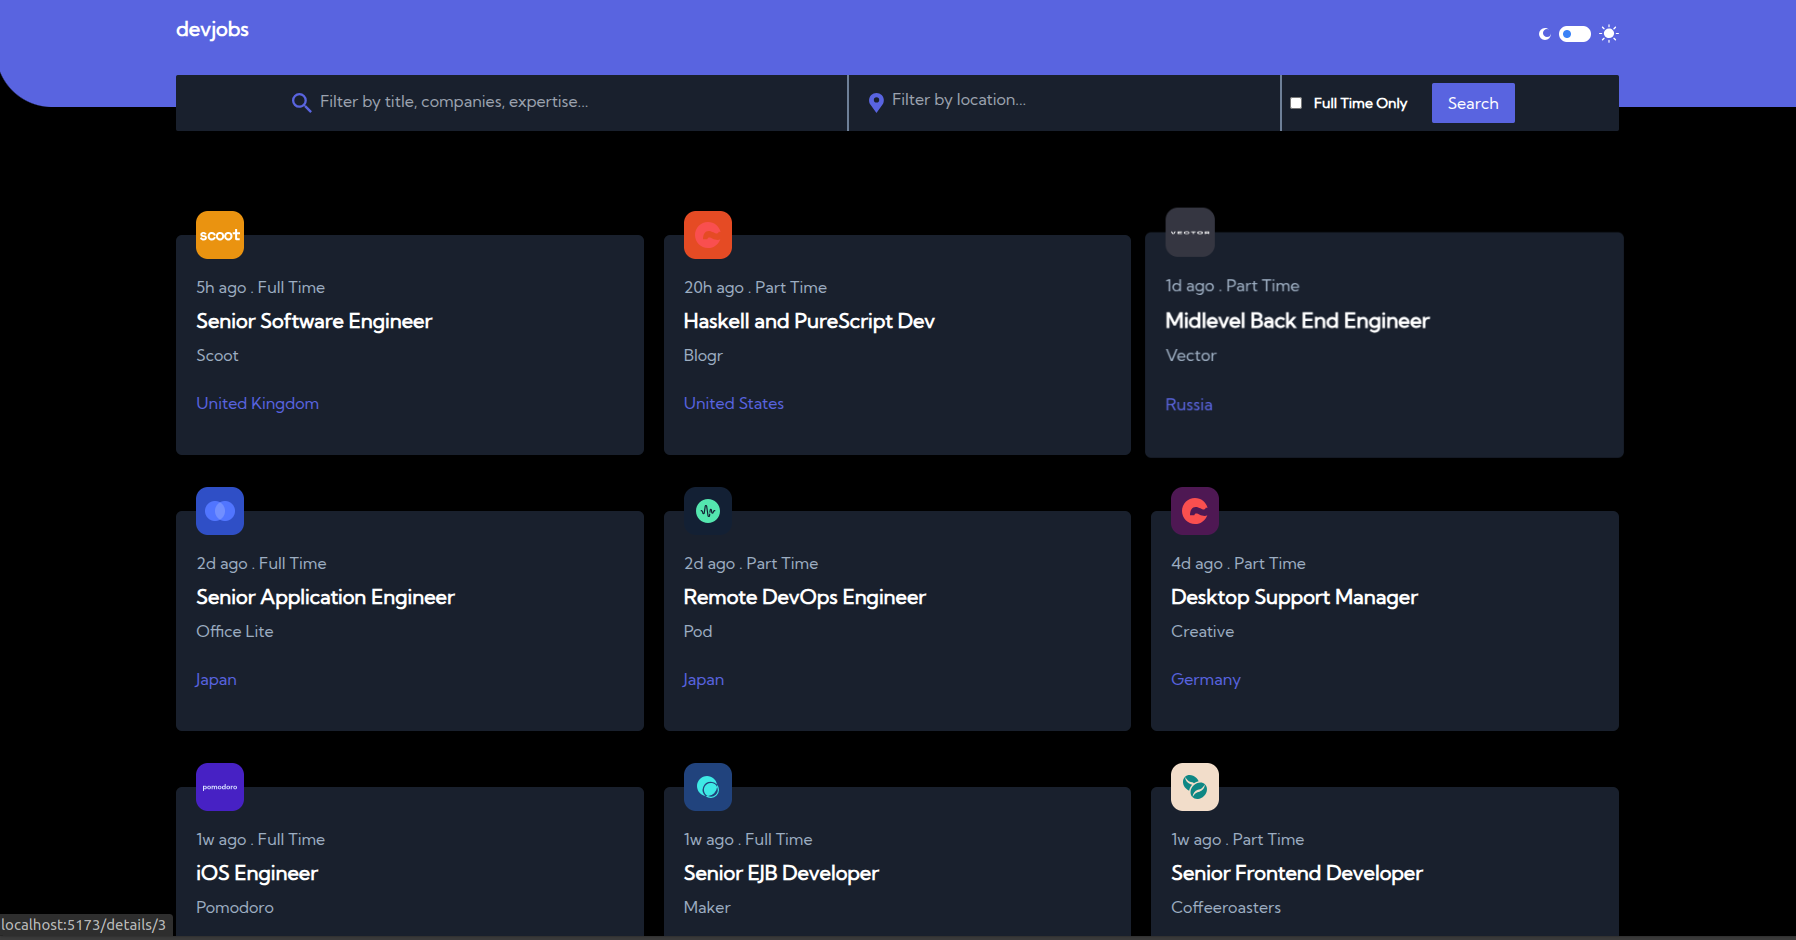 devjobs
Filter by title, companies, expertise...
Filter by location...
Full Time Only
Search
scoot
5h ago . Full Time
Senior Software Engineer
Scoot
United Kingdom
20h ago . Part Time
Haskell and PureScript Dev
Blogr
United States
VECTOR
1d ago . Part Time
Midlevel Back End Engineer
Vector
Russia
2d ago . Full Time
Senior Application Engineer
Office Lite
Japan
2d ago . Part Time
Remote DevOps Engineer
Pod
Japan
4d ago . Part Time
Desktop Support Manager
Creative
Germany
pomodoro
1w ago . Full Time
iOS Engineer
Pomodoro
1w ago . Full Time
Senior EJB Developer
Maker
1w ago . Part Time
Senior Frontend Developer
Coffeeroasters
localhost:5173/details/3